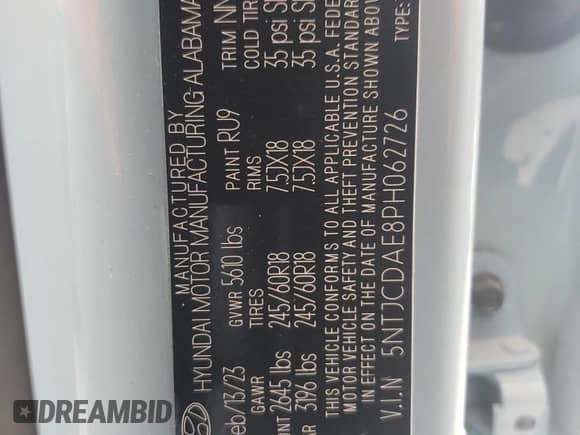 MANUFACTURED BY
HYUNDAI MOTOR MANUFACTURING ALABAMA
eb/13/23 GVWR 5610 lbs PAINT RU9 TRIM NN
GAWR TIRES RIMS COLD TIR
NT 2645 lbs 245/60R18 7.5JX18 35 psi S
AR 3196 lbs 245/60R18 7.5JX18 35 psi S
THIS VEHICLE CONFORMS TO ALL APPLICABLE U.S.A. FEDE
MOTOR VEHICLE SAFETY AND THEFT PREVENTION STANDAR
IN EFFECT ON THE DATE OF MANUFACTURE SHOWN ABOV
V.I.N 5NTJCDAE8PH062726 TYPE:
DREAMBID